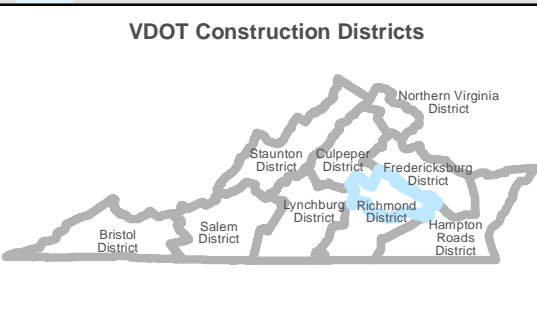 VDOT Construction Districts
Northern Virginia
District
Staunton
District
Culpeper
District
Fredericksburg
District
Lynchburg
District
Richmond
District
Hampton
Roads
District
Salem
District
Bristol
District